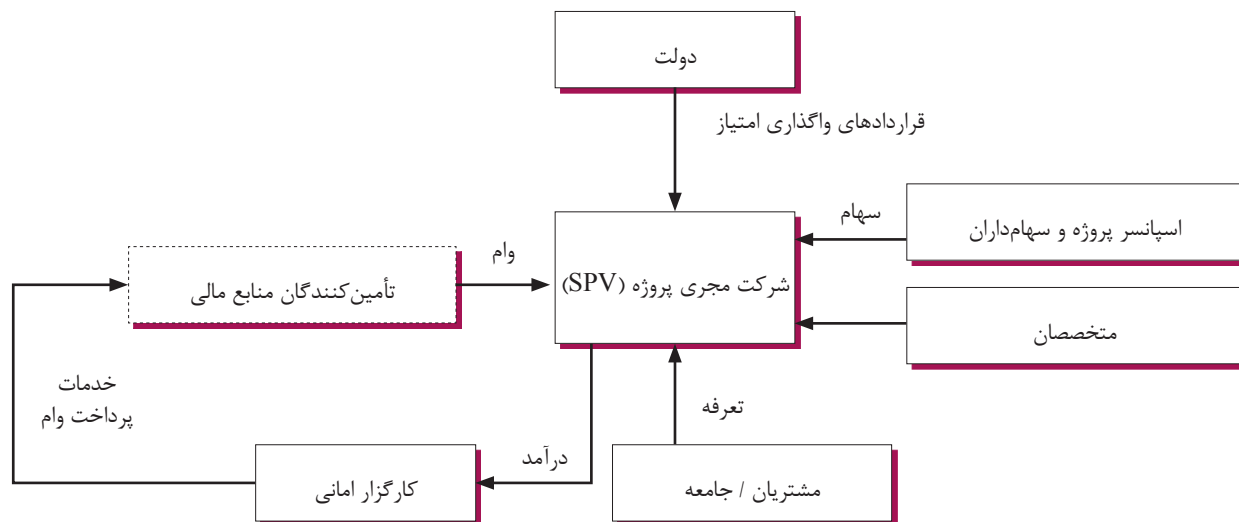 دولت
قراردادهای واگذاری امتیاز
سهام
اسپانسر پروژه و سهام‌داران
وام
تأمین‌کنندگان منابع مالی
شرکت مجری پروژه (SPV)
متخصصان
خدمات
پرداخت وام
تعرفه
درآمد
کارگزار امانی
مشتریان / جامعه